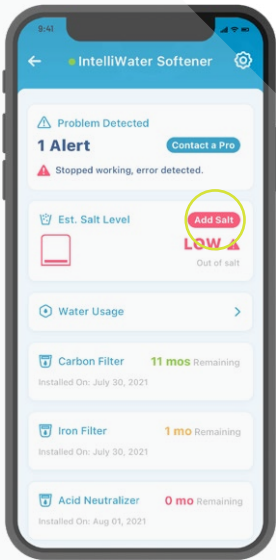 9:41
IntelliWater Softener
Problem Detected
1 Alert
Contact a Pro
Stopped working, error detected.
Est. Salt Level
Add Salt
LOW
Out of salt
Water Usage
Carbon Filter 11 mos Remaining
Installed On: July 30, 2021
Iron Filter 1 mo Remaining
Installed On: July 30, 2021
Acid Neutralizer 0 mo Remaining
Installed On: Aug 01, 2021